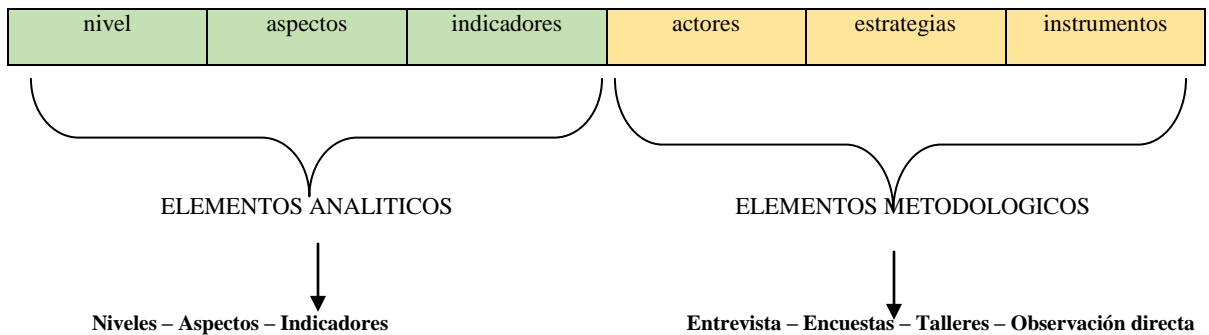 nivel aspectos indicadores actores estrategias instrumentos
ELEMENTOS ANALITICOS ELEMENTOS METODOLOGICOS
Niveles – Aspectos – Indicadores Entrevista – Encuestas – Talleres – Observación directa